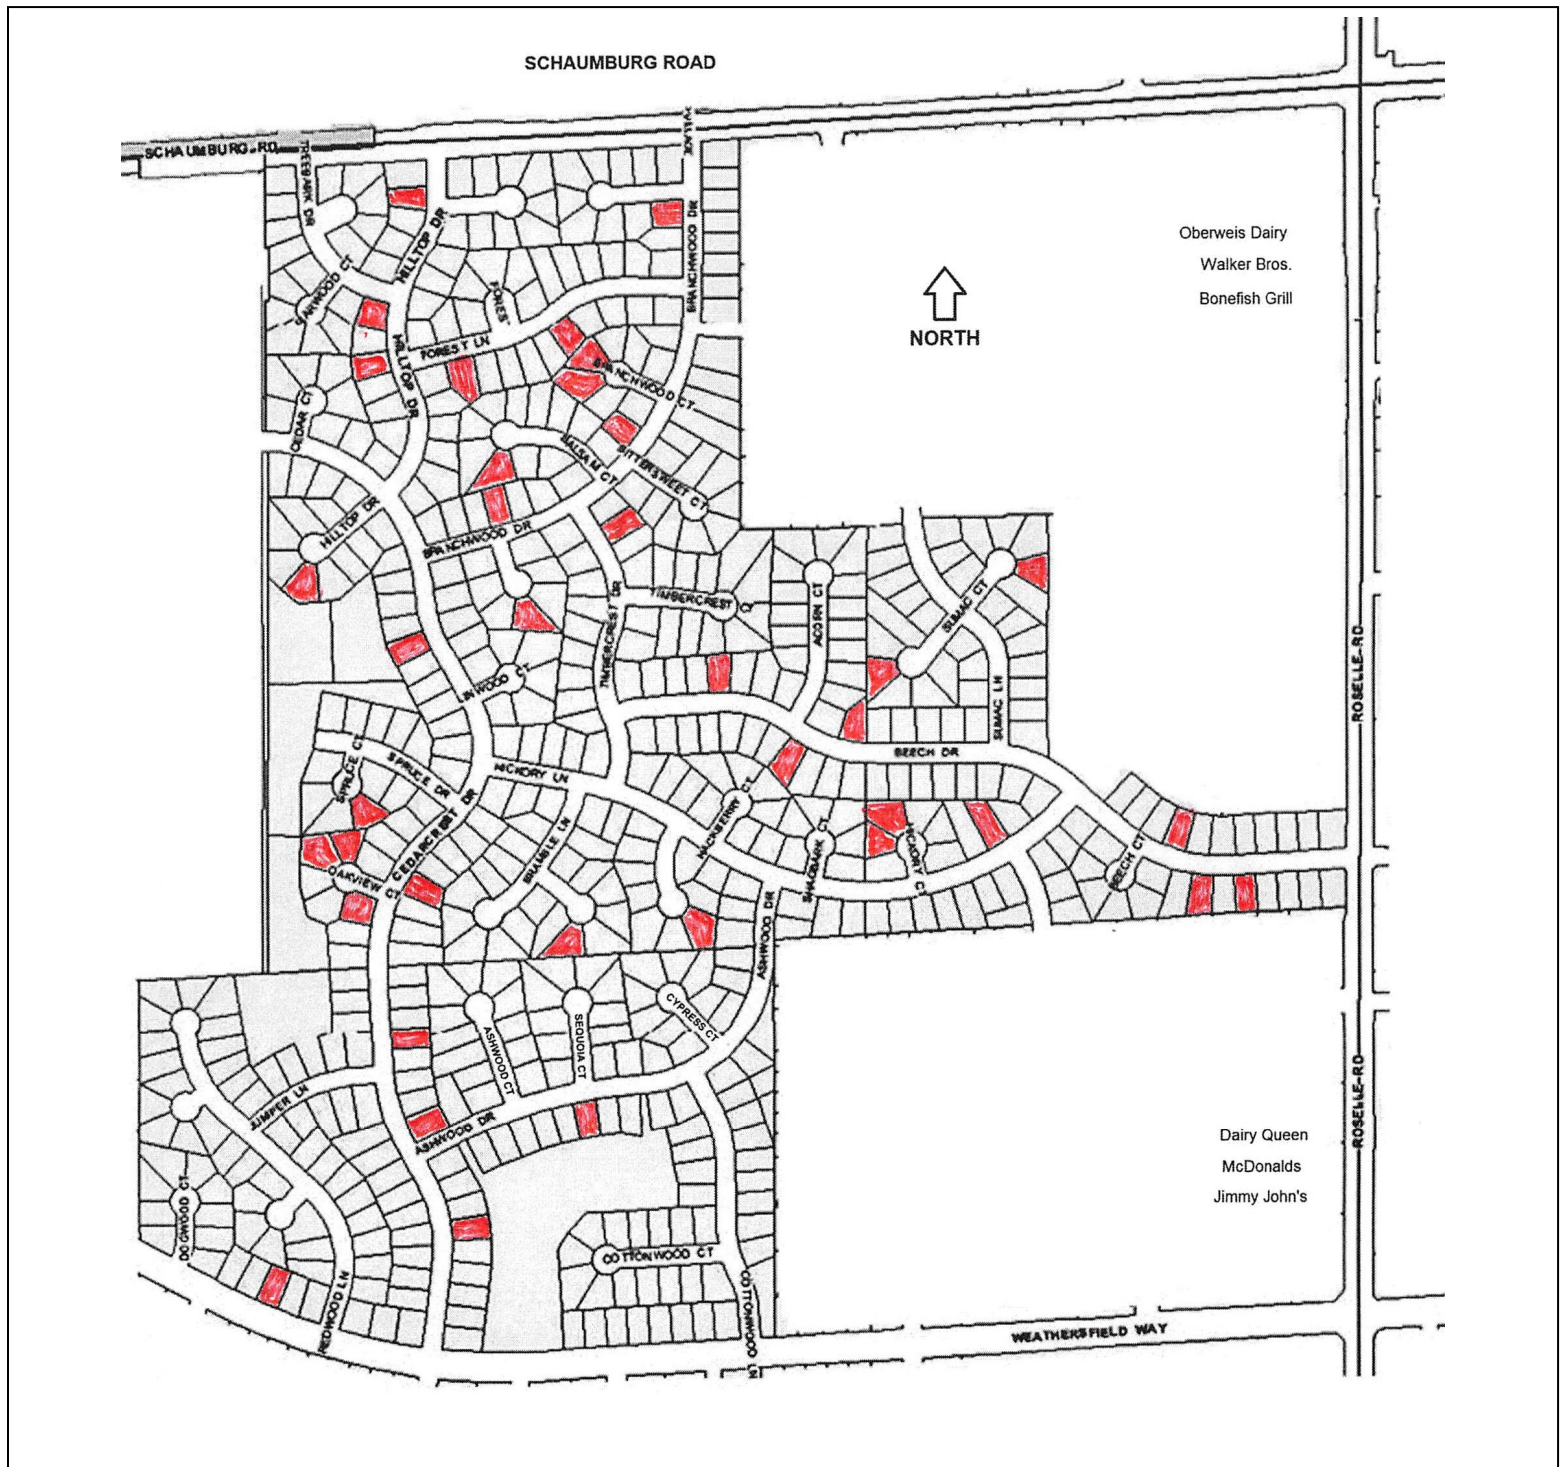 SCHAUMBURG ROAD
SCHAUMBURG RD
TREEBARK DR
VILLAGE
HILLTOP DR
BRANCHWOOD DR
Oberweis Dairy
Walker Bros.
Bonefish Grill
NORTH
FOREST
HILLTOP DR
FOREST LN
BRANCHWOOD CT
CEDAR CT
BALSAM CT
BITTERSWEET CT
HILLTOP DR
BRANCHWOOD DR
TIMBERCREST DR
TIMBERCREST CT
ACORN CT
SUMAC CT
SUMAC LN
ROSELLE RD
LINWOOD CT
BEECH DR
SPRUCE CT
SPRUCE DR
HICKORY LN
CEDARCREST DR
BRAMBLE LN
HACKBERRY CT
SHAGBARK CT
HICKORY CT
BEECH CT
OAKVIEW CT
ASHWOOD DR
CYPRESS CT
ASHWOOD CT
SEQUOIA CT
JUMPER LN
ASHWOOD DR
ROSELLE RD
Dairy Queen
McDonalds
Jimmy John's
DOGWOOD CT
COTTONWOOD CT
REDWOOD LN
COTTONWOOD LN
WEATHERSFIELD WAY